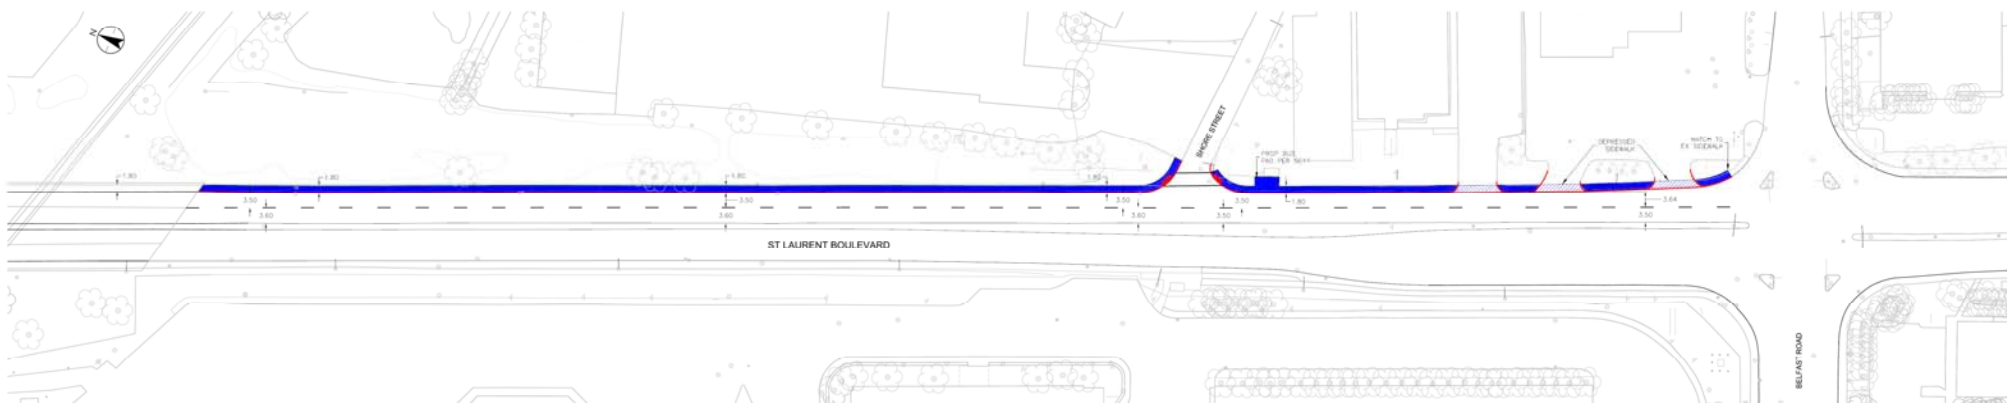 N
SHORE STREET
PROP. BUS
PAD PER SC11
DEPRESSED
SIDEWALK
MATCH TO
EX SIDEWALK
1.80
1.80
1.80
1.80
1.80
3.50
3.60
3.50
3.60
3.50
3.60
3.50
3.50
3.64
3.50
ST LAURENT BOULEVARD
BELFAST ROAD